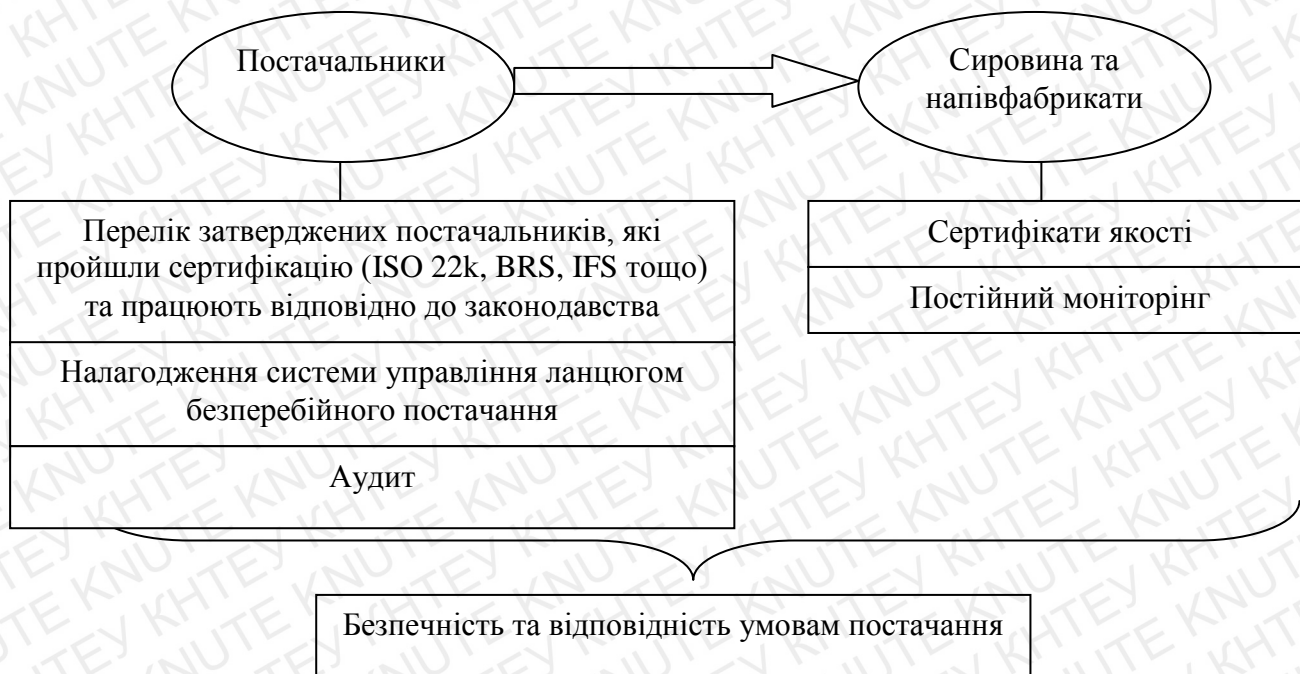 Постачальники
Сировина та
напівфабрикати
Перелік затверджених постачальників, які
пройшли сертифікацію (ISO 22k, BRS, IFS тощо)
та працюють відповідно до законодавства
Налагодження системи управління ланцюгом
безперебійного постачання
Аудит
Сертифікати якості
Постійний моніторінг
Безпечність та відповідність умовам постачання